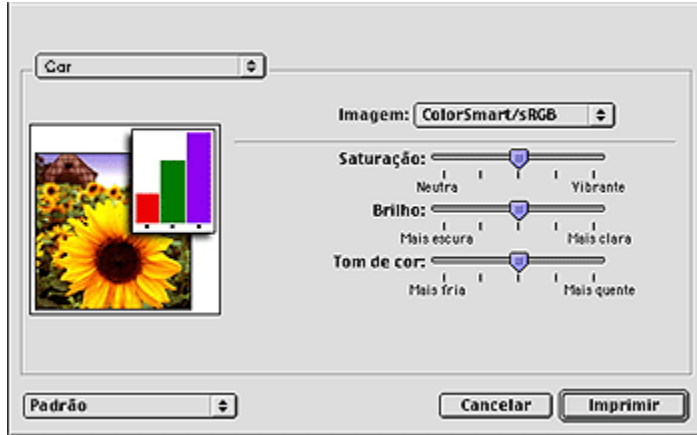 Cor
Imagem: ColorSmart/sRGB
Saturação:
Neutra Vibrante
Brilho:
Mais escura Mais clara
Tom de cor:
Mais fria Mais quente
Padrão Cancelar Imprimir